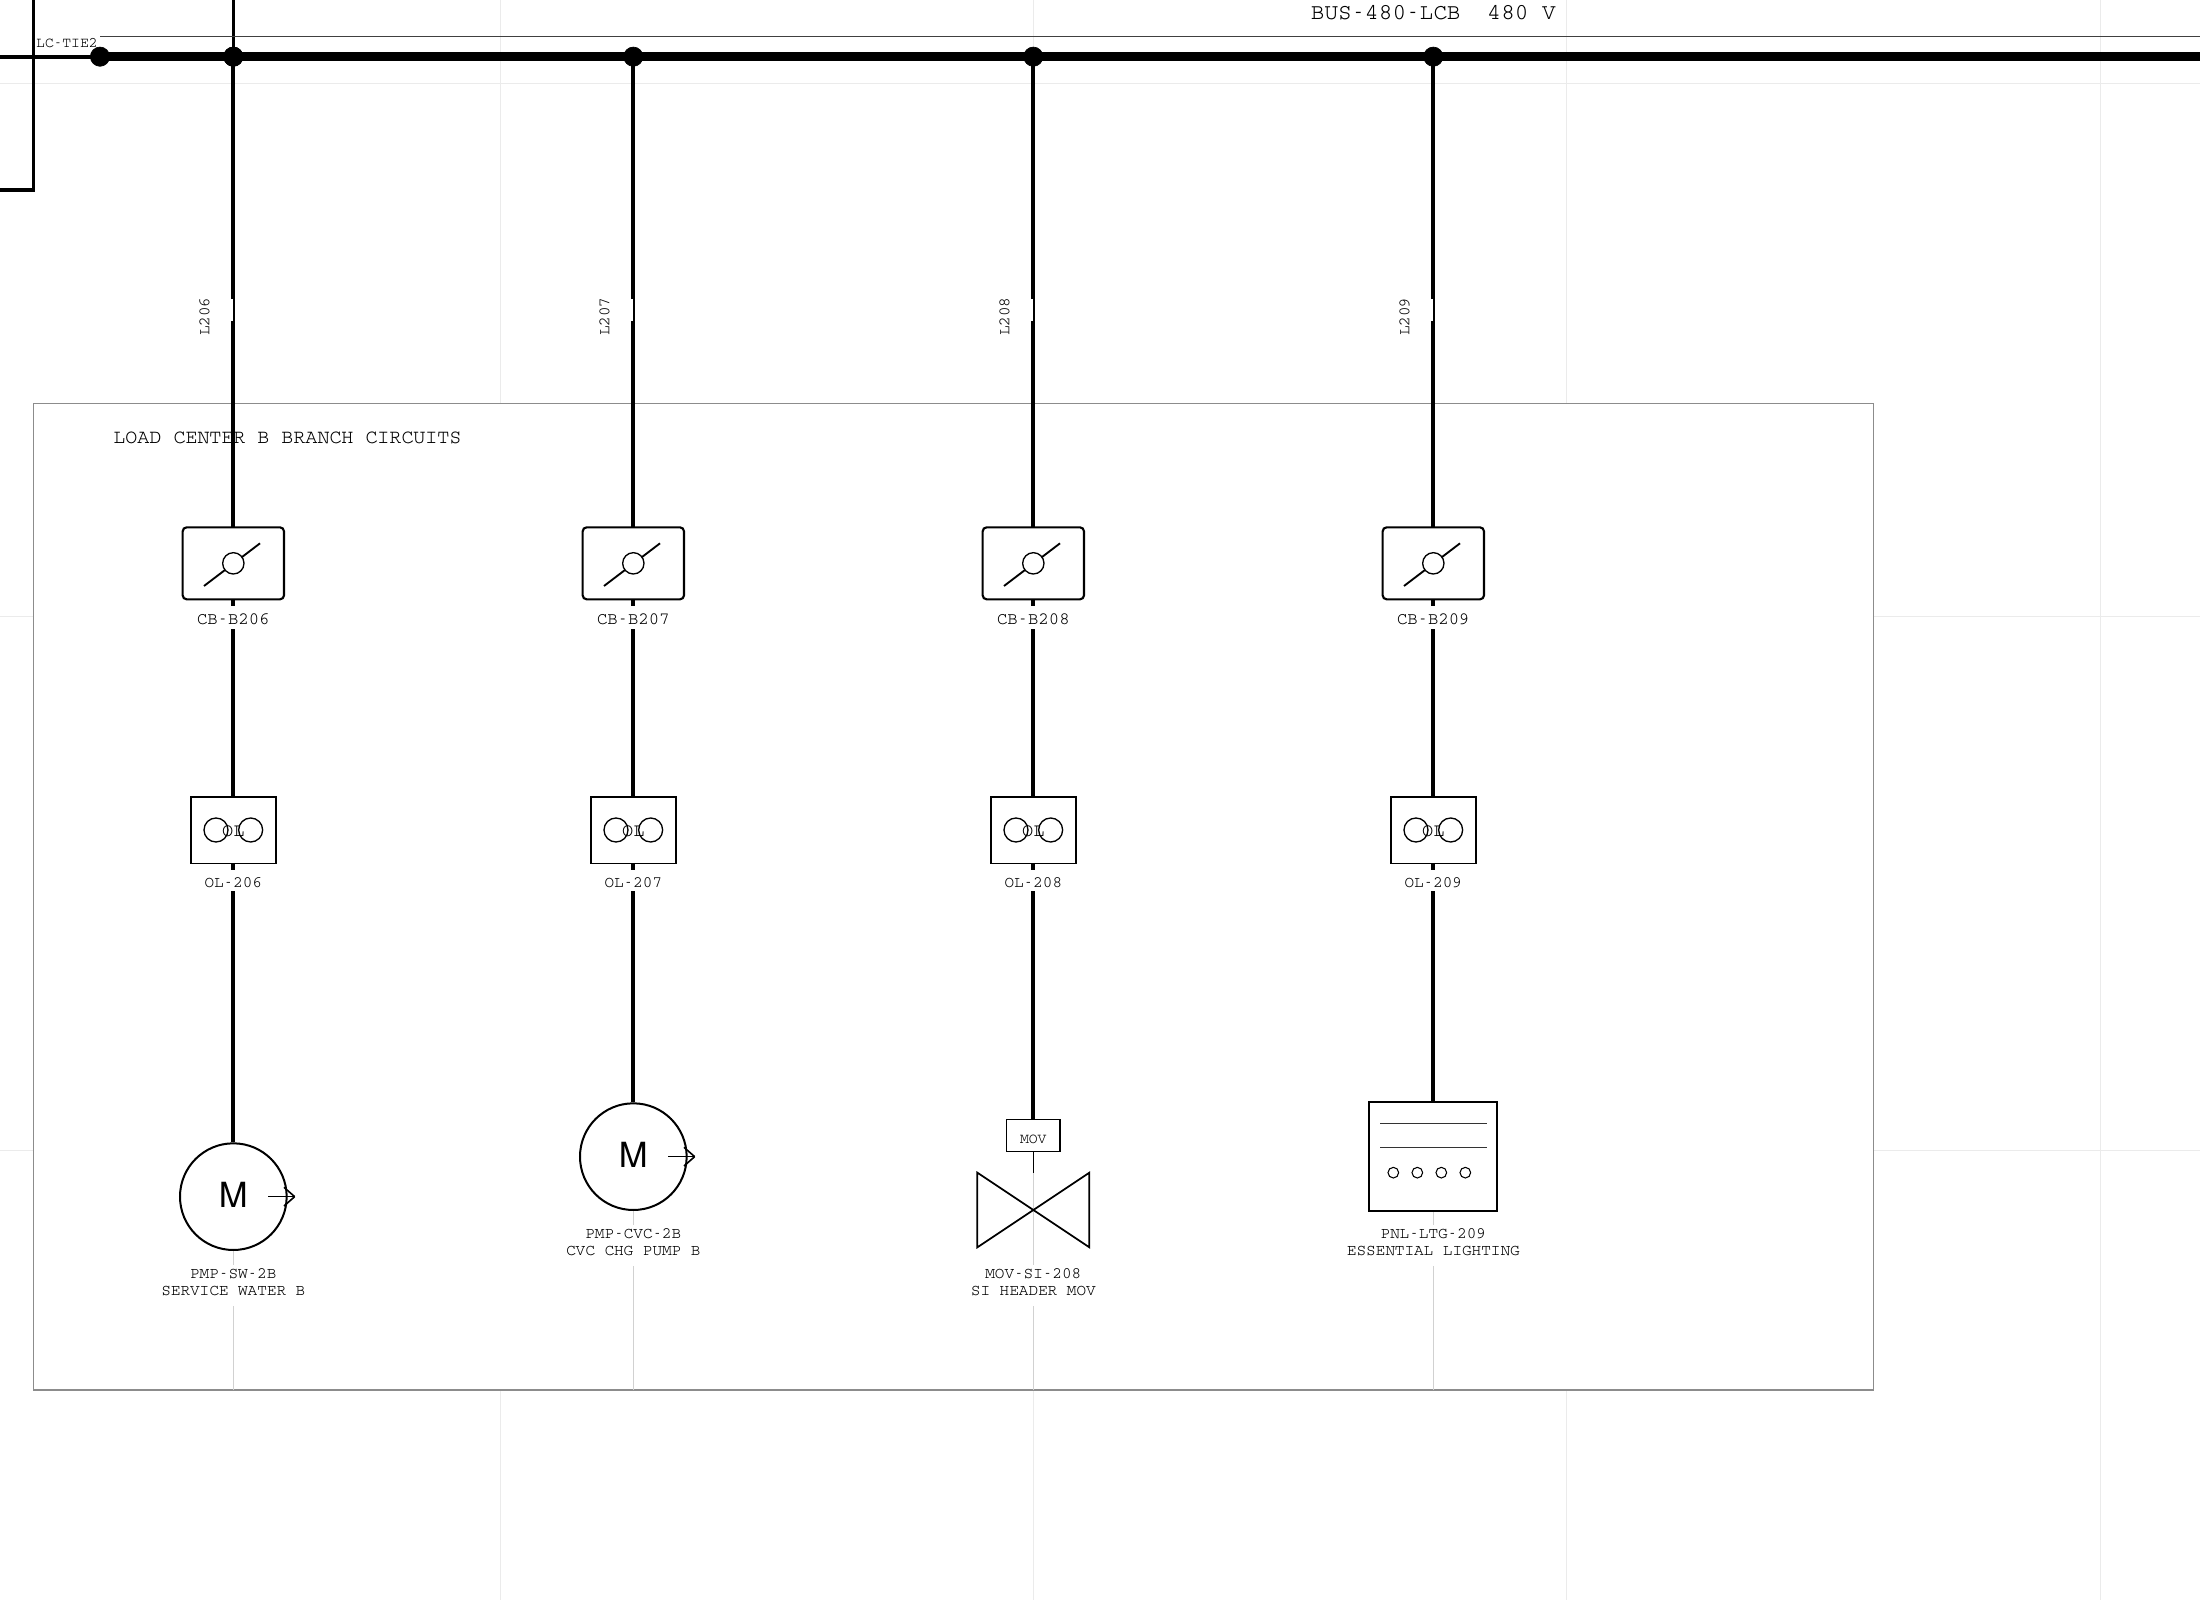 BUS-480-LCB  480 V
LC-TIE2
L206
L207
L208
L209
LOAD CENTER B BRANCH CIRCUITS
CB-B206
CB-B207
CB-B208
CB-B209
OL
OL
OL
OL
OL-206
OL-207
OL-208
OL-209
MOV
M
M
PMP-CVC-2B
CVC CHG PUMP B
PNL-LTG-209
ESSENTIAL LIGHTING
PMP-SW-2B
SERVICE WATER B
MOV-SI-208
SI HEADER MOV